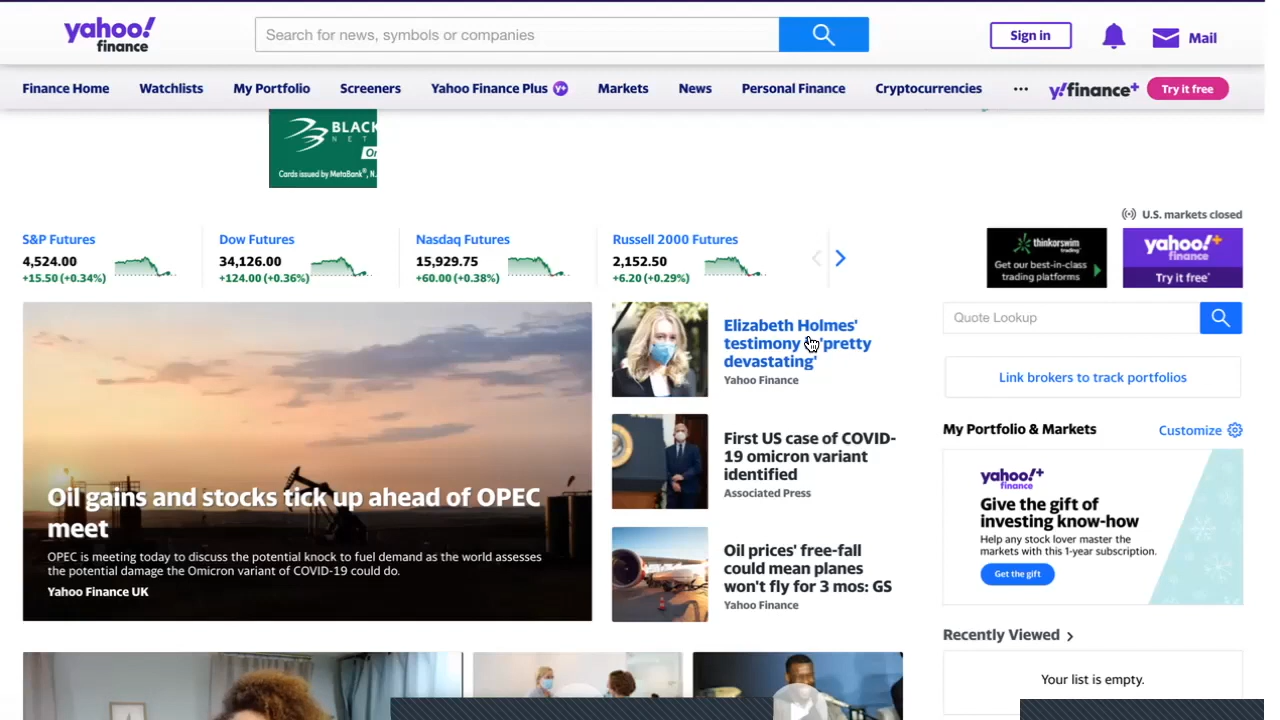 yahoo!
finance
Search for news, symbols or companies
Sign in
Mail
Finance Home
Watchlists
My Portfolio
Screeners
Yahoo Finance Plus
Markets
News
Personal Finance
Cryptocurrencies
...
y!finance+
Try it free
BLACK
NET
Cards issued by MetaBank®, N.
U.S. markets closed
S&P Futures
4,524.00
+15.50 (+0.34%)
Dow Futures
34,126.00
+124.00 (+0.36%)
Nasdaq Futures
15,929.75
+60.00 (+0.38%)
Russell 2000 Futures
2,152.50
+6.20 (+0.29%)
thinkorswim
Get our best-in-class
trading platforms
yahoo!+
finance
Try it free*
Oil gains and stocks tick up ahead of OPEC
meet
OPEC is meeting today to discuss the potential knock to fuel demand as the world assesses
the potential damage the Omicron variant of COVID-19 could do.
Yahoo Finance UK
Elizabeth Holmes'
testimony 'pretty
devastating'
Yahoo Finance
First US case of COVID-
19 omicron variant
identified
Associated Press
Oil prices' free-fall
could mean planes
won't fly for 3 mos: GS
Yahoo Finance
Quote Lookup
Link brokers to track portfolios
My Portfolio & Markets
Customize
yahoo!+
finance
Give the gift of
investing know-how
Help any stock lover master the
markets with this 1-year subscription.
Get the gift
Recently Viewed
Your list is empty.